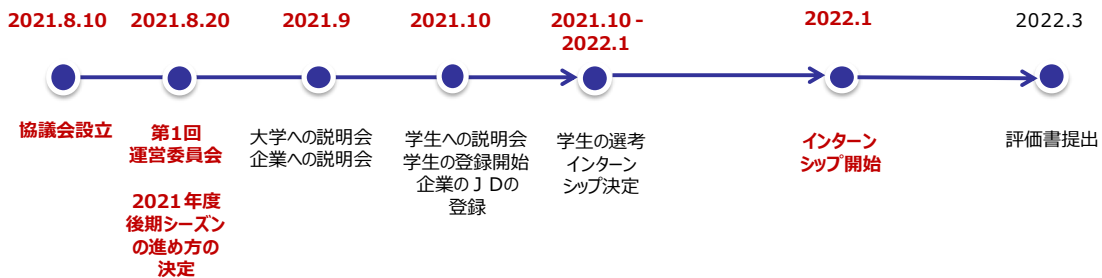 2021.8.10
2021.8.20
2021.9
2021.10
2021.10 -
2022.1
2022.1
2022.3
協議会設立
第1回
運営委員会
2021年度
後期シーズン
の進め方の
決定
大学への説明会
企業への説明会
学生への説明会
学生の登録開始
企業のJDの
登録
学生の選考
インターン
シップ決定
インターン
シップ開始
評価書提出